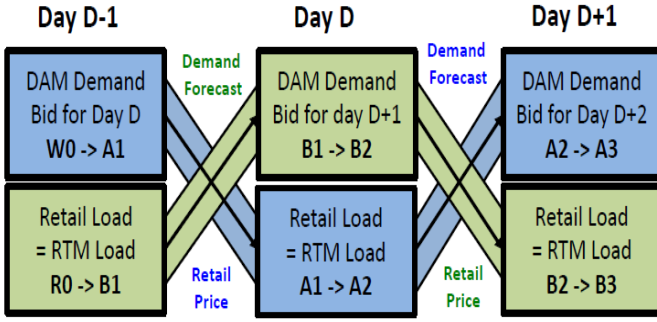 Day D-1
Day D
Day D+1
DAM Demand
Bid for Day D
W0 -> A1
Demand
Forecast
DAM Demand
Bid for day D+1
B1 -> B2
Demand
Forecast
DAM Demand
Bid for Day D+2
A2 -> A3
Retail Load
= RTM Load
R0 -> B1
Retail
Price
Retail Load
= RTM Load
A1 -> A2
Retail
Price
Retail Load
= RTM Load
B2 -> B3